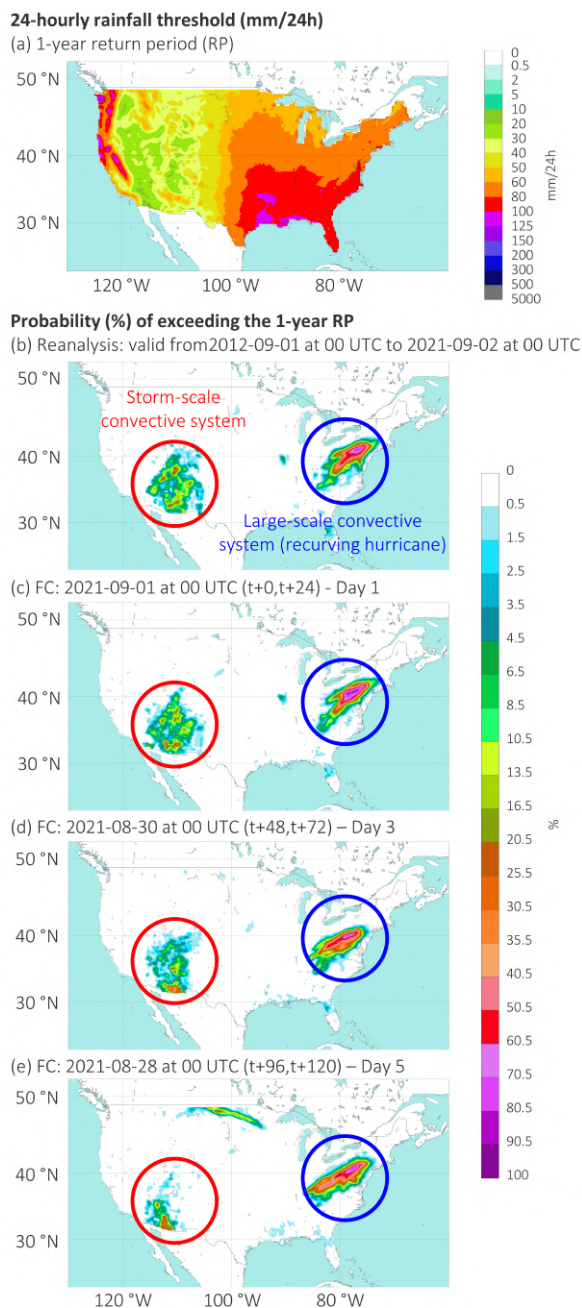 24-hourly rainfall threshold (mm/24h)
(a) 1-year return period (RP)
50 °N
40 °N
30 °N
120 °W
100 °W
80 °W
0
0.5
2
5
10
20
30
40
50
60
80
100
125
150
200
300
500
5000
mm/24h
Probability (%) of exceeding the 1-year RP
(b) Reanalysis: valid from2012-09-01 at 00 UTC to 2021-09-02 at 00 UTC
50 °N
40 °N
30 °N
Storm-scale
convective system
Large-scale convective
system (recurving hurricane)
(c) FC: 2021-09-01 at 00 UTC (t+0,t+24) - Day 1
50 °N
40 °N
30 °N
(d) FC: 2021-08-30 at 00 UTC (t+48,t+72) – Day 3
50 °N
40 °N
30 °N
(e) FC: 2021-08-28 at 00 UTC (t+96,t+120) – Day 5
50 °N
40 °N
30 °N
120 °W
100 °W
80 °W
0
0.5
1.5
2.5
3.5
4.5
6.5
8.5
10.5
13.5
16.5
20.5
25.5
30.5
35.5
40.5
50.5
60.5
70.5
80.5
90.5
100
%